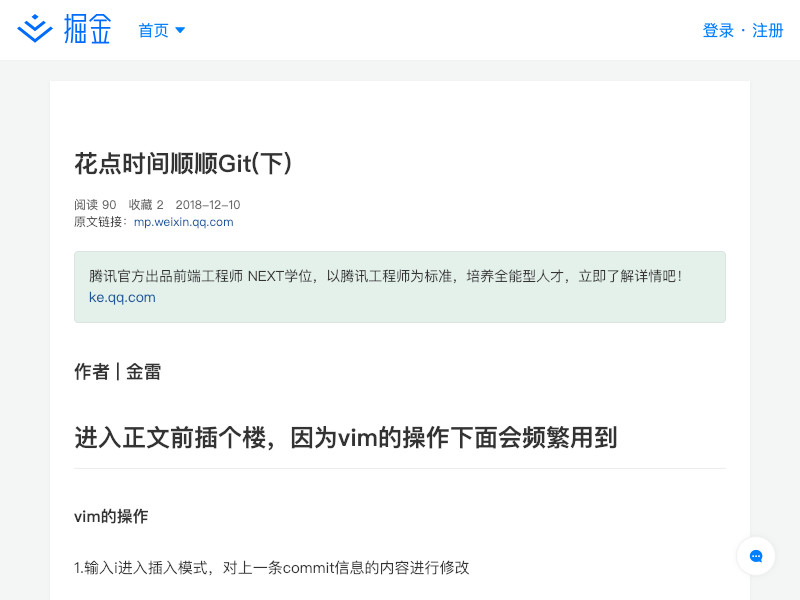 掘金 首页 登录 · 注册
花点时间顺顺Git(下)
阅读 90 收藏 2 2018-12-10
原文链接：mp.weixin.qq.com
腾讯官方出品前端工程师 NEXT学位，以腾讯工程师为标准，培养全能型人才，立即了解详情吧！
ke.qq.com
作者 | 金雷
进入正文前插个楼，因为vim的操作下面会频繁用到
vim的操作
1.输入i进入插入模式，对上一条commit信息的内容进行修改